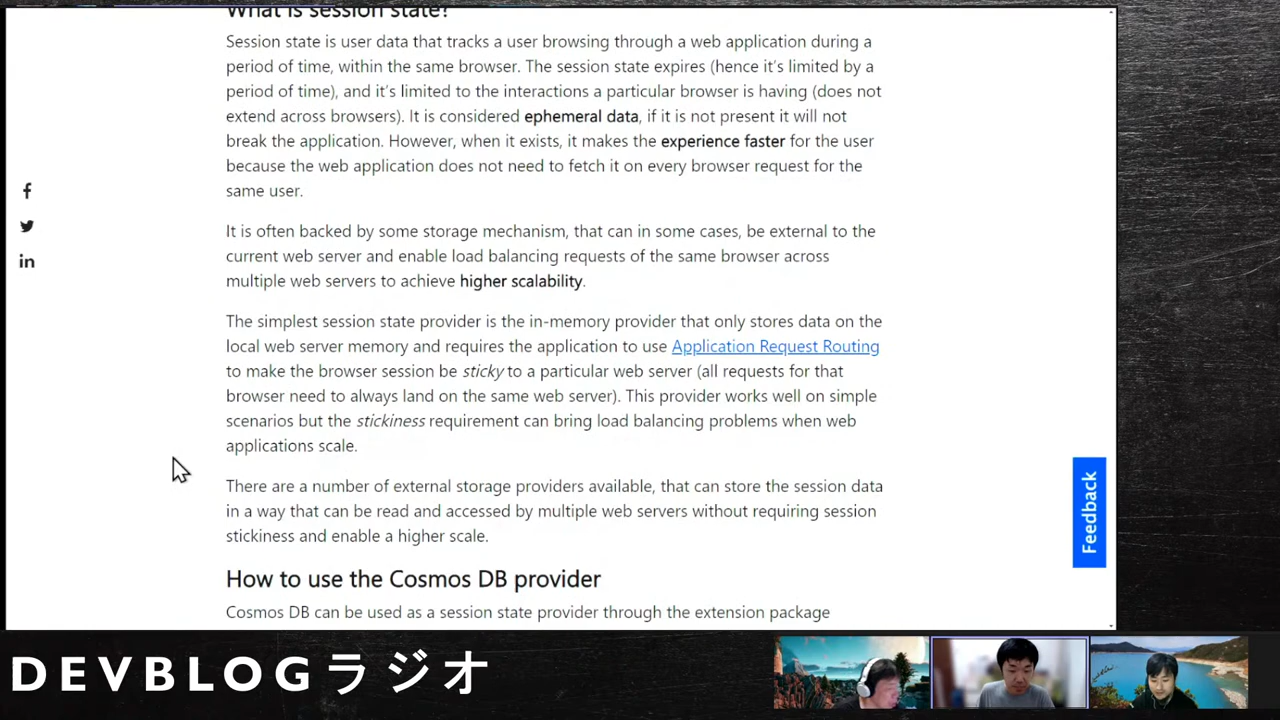 What is session state?
Session state is user data that tracks a user browsing through a web application during a
period of time, within the same browser. The session state expires (hence it's limited by a
period of time), and it's limited to the interactions a particular browser is having (does not
extend across browsers). It is considered ephemeral data, if it is not present it will not
break the application. However, when it exists, it makes the experience faster for the user
because the web application does not need to fetch it on every browser request for the
same user.
It is often backed by some storage mechanism, that can in some cases, be external to the
current web server and enable load balancing requests of the same browser across
multiple web servers to achieve higher scalability.
The simplest session state provider is the in-memory provider that only stores data on the
local web server memory and requires the application to use Application Request Routing
to make the browser session be sticky to a particular web server (all requests for that
browser need to always land on the same web server). This provider works well on simple
scenarios but the stickiness requirement can bring load balancing problems when web
applications scale.
There are a number of external storage providers available, that can store the session data
in a way that can be read and accessed by multiple web servers without requiring session
stickiness and enable a higher scale.
How to use the Cosmos DB provider
Cosmos DB can be used as a session state provider through the extension package
Feedback
DEVBLOGラジオ